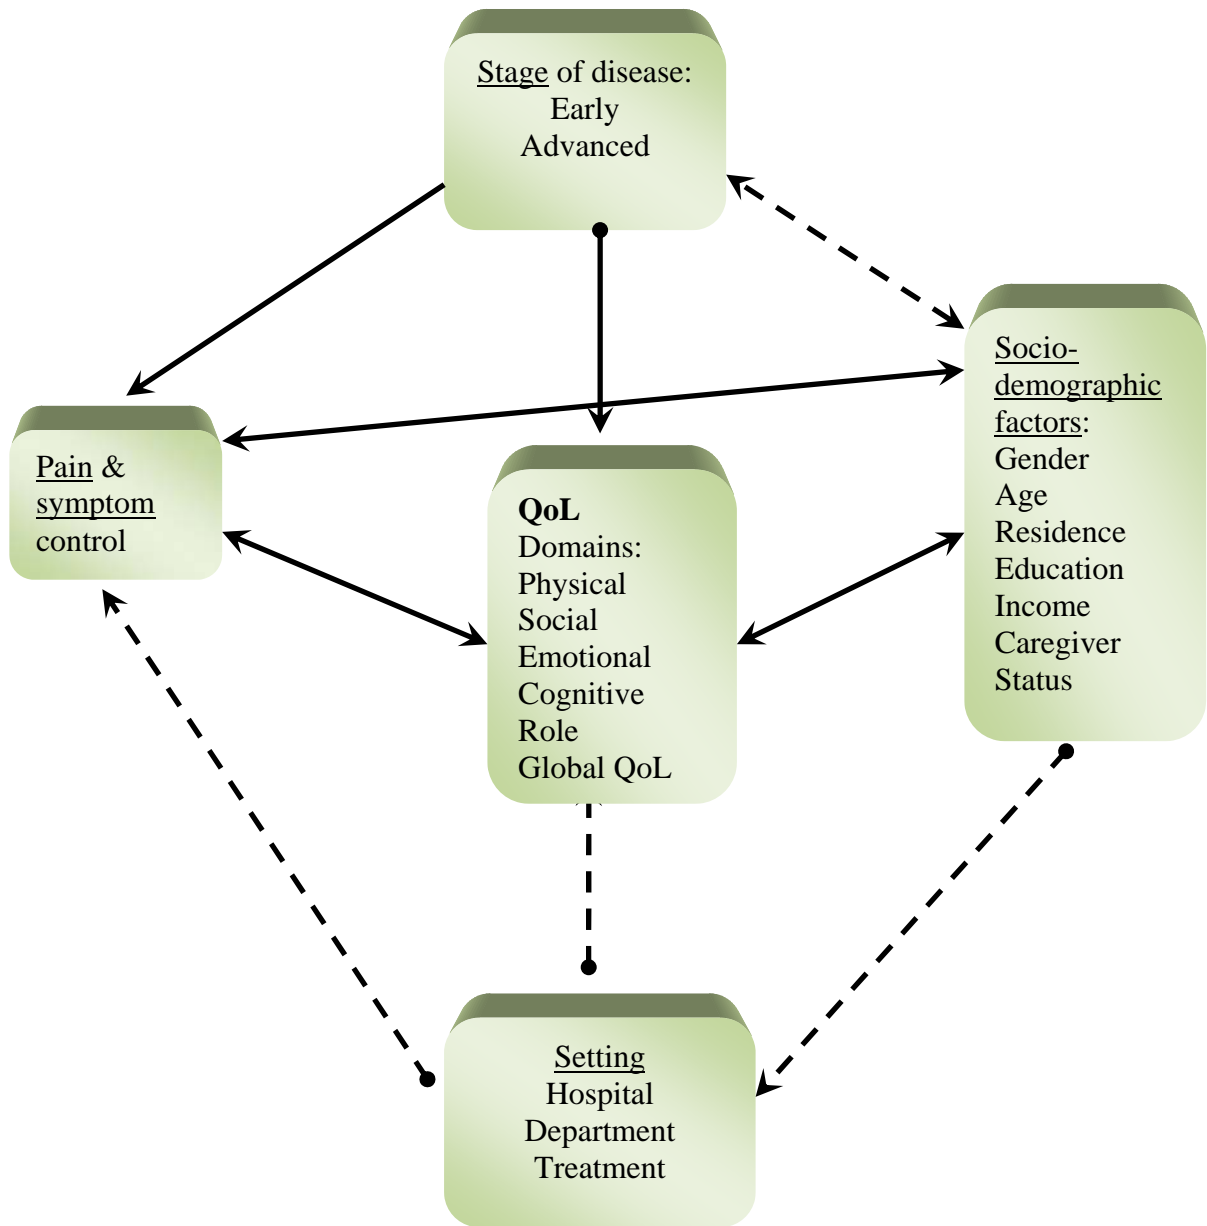 Stage of disease:
Early
Advanced
Socio-
demographic
factors:
Gender
Age
Residence
Education
Income
Caregiver
Status
Pain &
symptom
control
QoL
Domains:
Physical
Social
Emotional
Cognitive
Role
Global QoL
Setting
Hospital
Department
Treatment